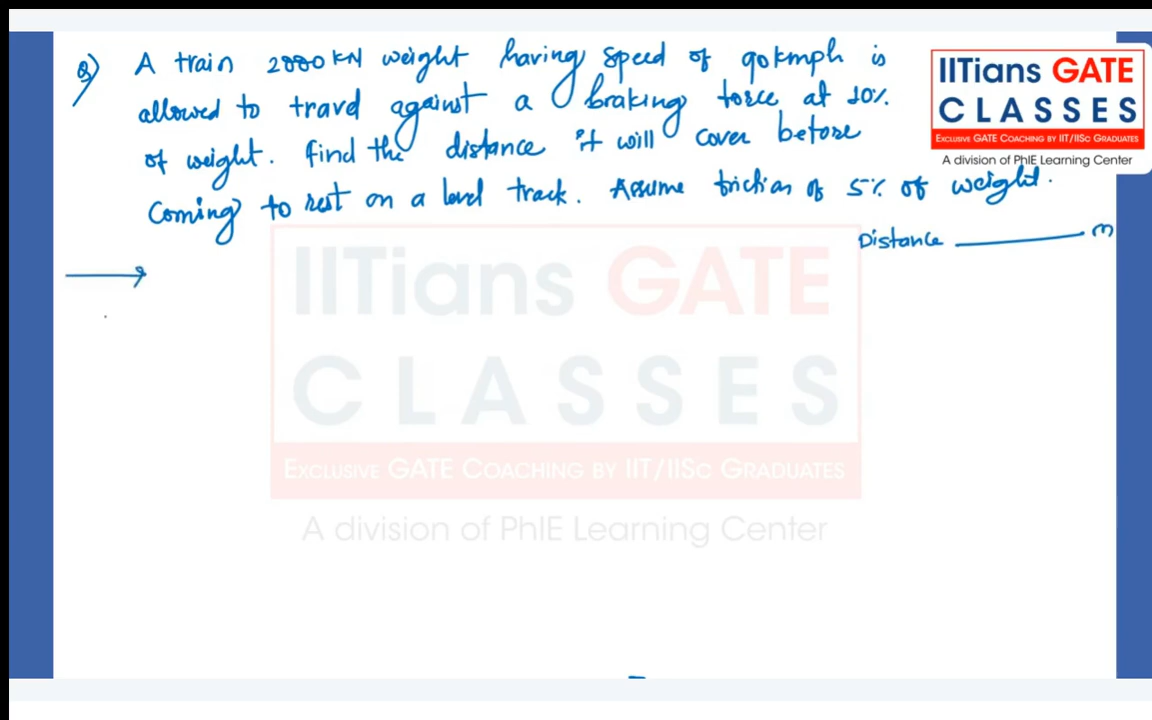 Q) A train 2000 KN weight having speed of 90kmph is
allowed to travel against a braking force at 10%
of weight. find the distance it will cover before
Coming to rest on a level track. Assume friction of 5% of weight.
Distance ______ m
IITians GATE
CLASSES
EXCLUSIVE GATE COACHING BY IIT/IISC GRADUATES
A division of PhIE Learning Center
IITians GATE
CLASSES
EXCLUSIVE GATE COACHING BY IIT/IISC GRADUATES
A division of PhIE Learning Center